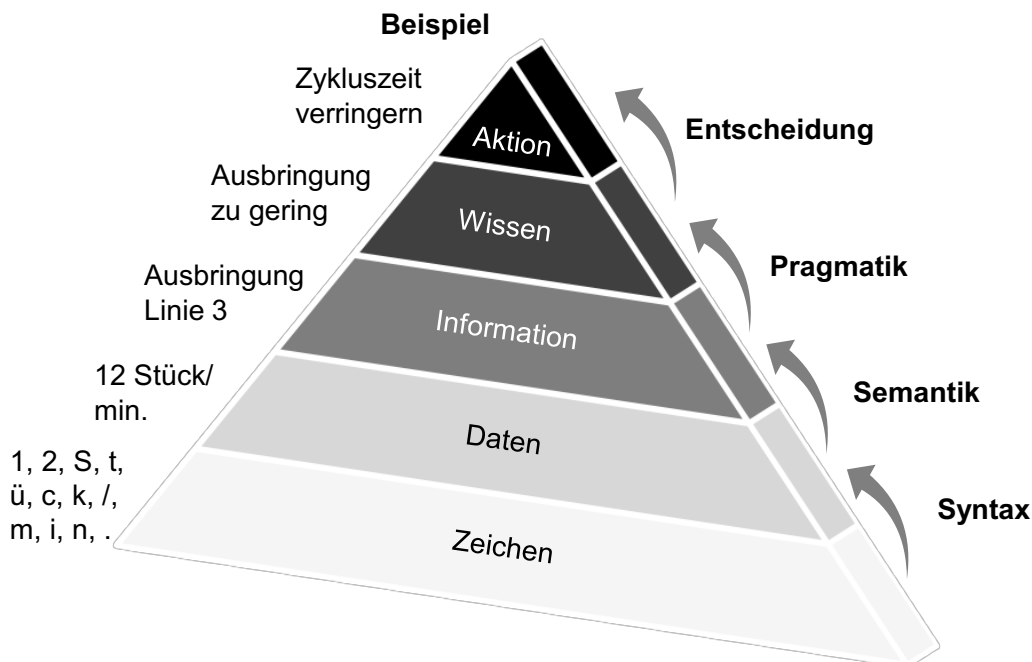 Beispiel
Zykluszeit
verringern
Aktion
Entscheidung
Ausbringung
zu gering
Wissen
Pragmatik
Ausbringung
Linie 3
Information
Semantik
12 Stück/
min.
Daten
1, 2, S, t,
ü, c, k, /,
m, i, n, .
Zeichen
Syntax